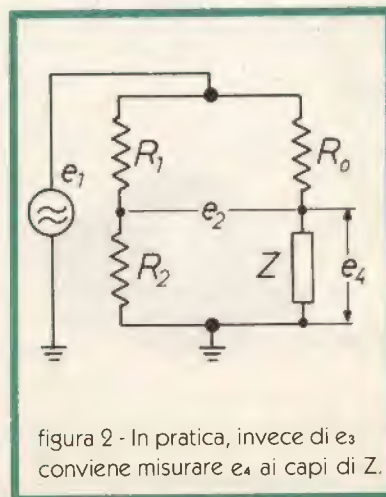 e₁
R₁
R₀
e₂
R₂
Z
e₄
figura 2 - In pratica, invece di e₃
conviene misurare e₄ ai capi di Z.